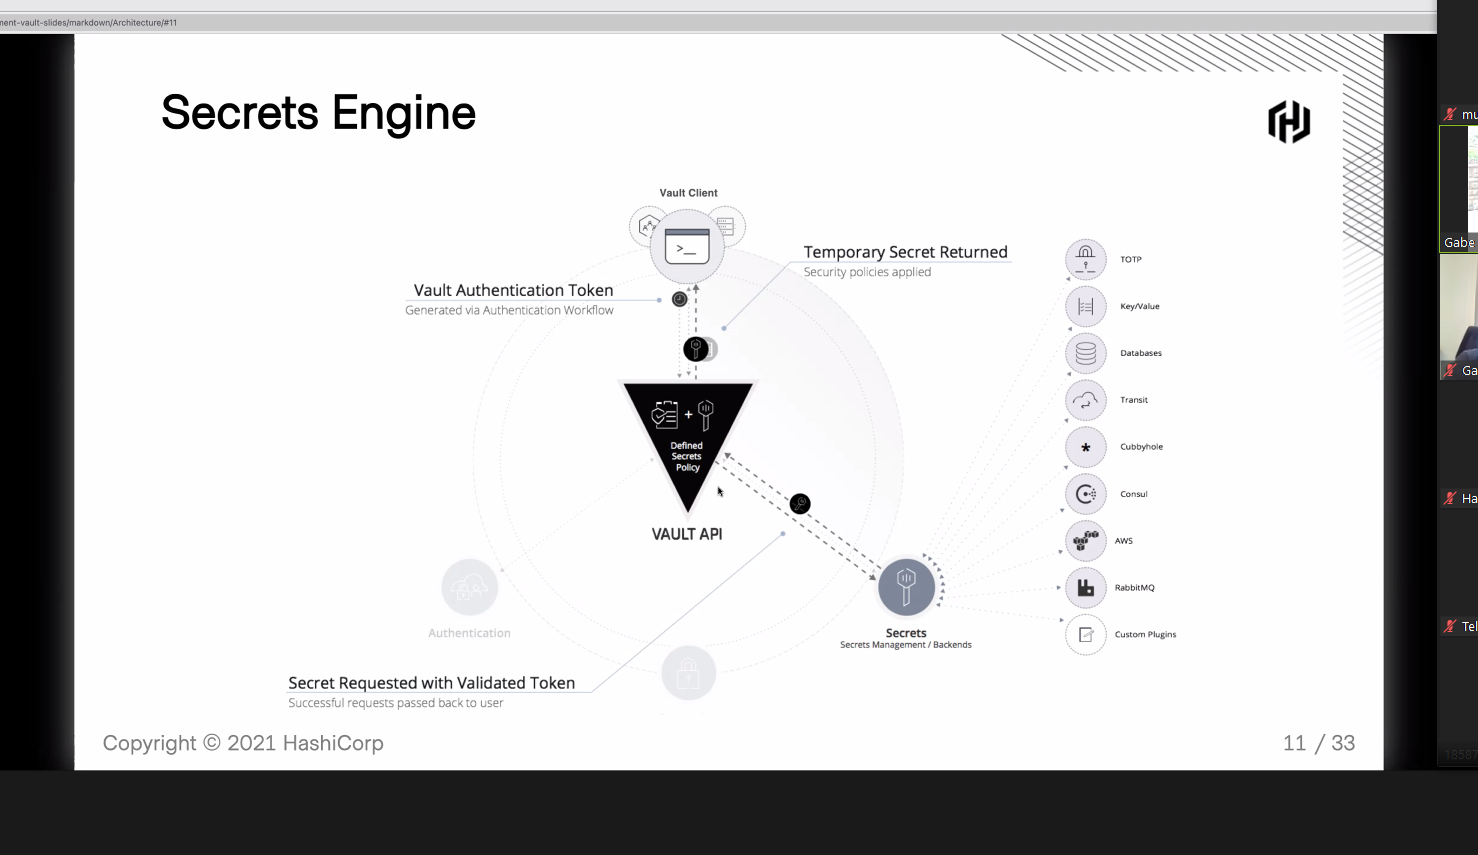 ment-vault-slides/markdown/Architecture/#11
Secrets Engine
Vault Client
>_
Temporary Secret Returned
Security policies applied
Vault Authentication Token
Generated via Authentication Workflow
+
Defined
Secrets
Policy
VAULT API
Authentication
Secrets
Secrets Management / Backends
Secret Requested with Validated Token
Successful requests passed back to user
TOTP
Key/Value
Databases
Transit
*
Cubbyhole
Consul
AWS
RabbitMQ
Custom Plugins
Copyright © 2021 HashiCorp
11 / 33
mu
Gabe
Ga
Ha
Tel